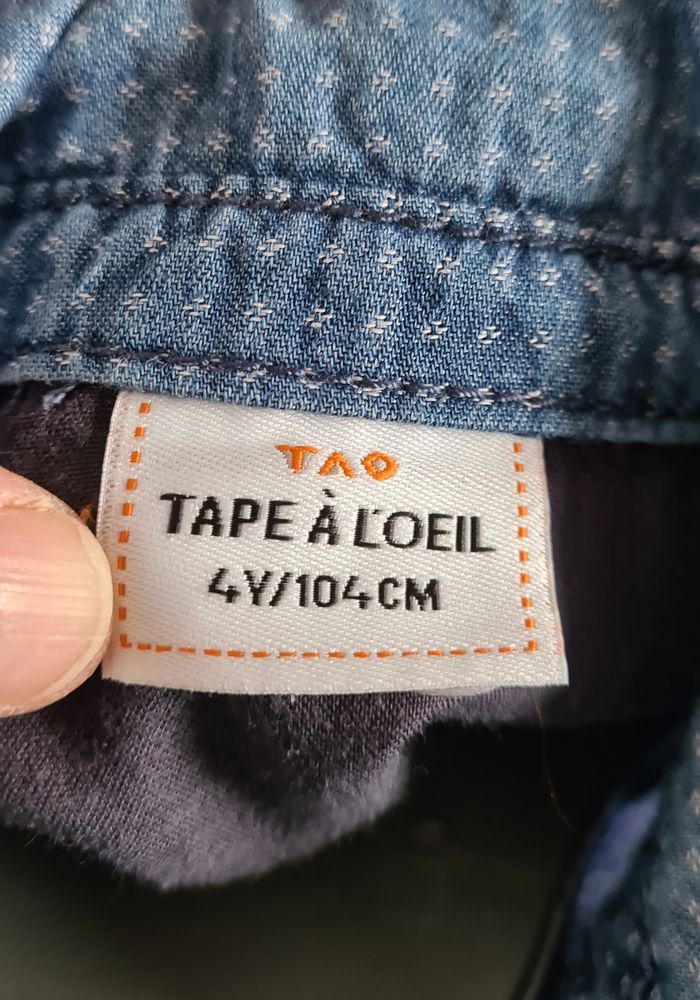 TAO
TAPE À L'OEIL
4Y/104CM